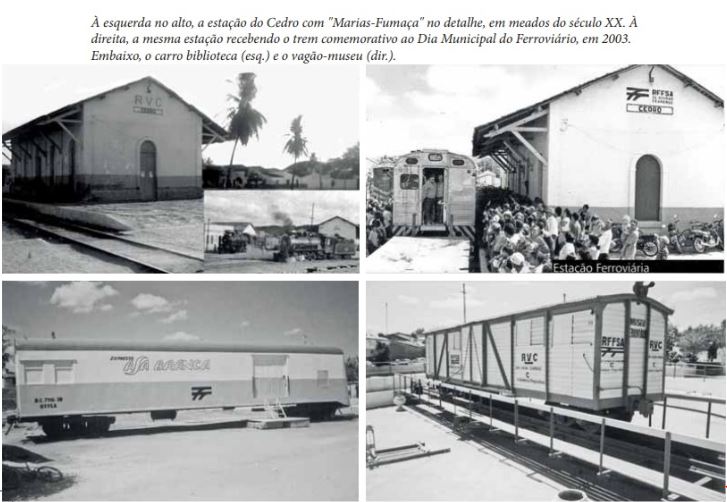 À esquerda no alto, a estação do Cedro com "Marias-Fumaça" no detalhe, em meados do século XX. À
direita, a mesma estação recebendo o trem comemorativo ao Dia Municipal do Ferroviário, em 2003.
Embaixo, o carro biblioteca (esq.) e o vagão-museu (dir.).
RVC
CEDRO
RFFSA
CEDRO
Estação Ferroviária
EXPRESSO
ASA BRANCA
RVC
C
RFFSA
C
RVC
C